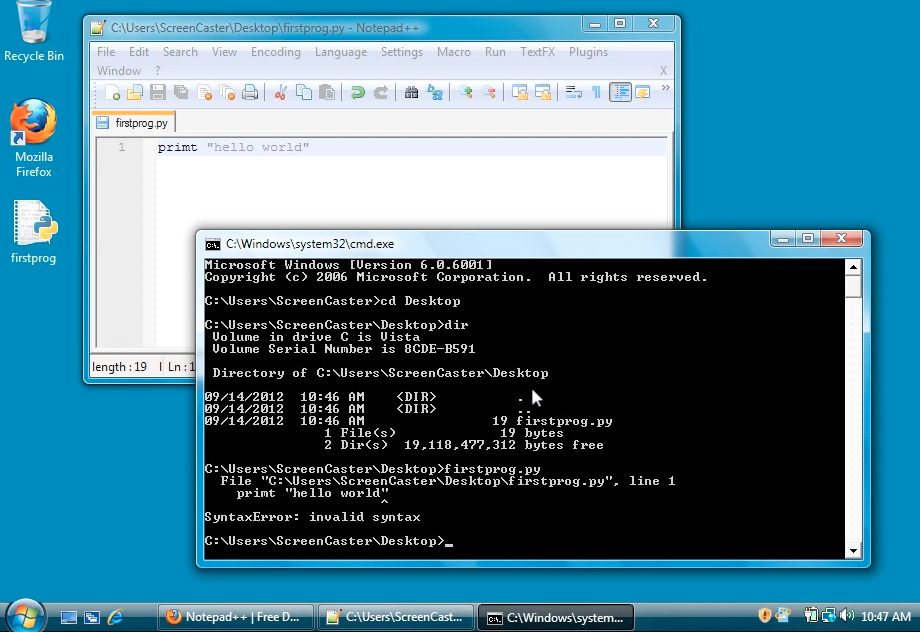 Recycle Bin
Mozilla
Firefox
firstprog
C:\Users\ScreenCaster\Desktop\firstprog.py - Notepad++
File Edit Search View Encoding Language Settings Macro Run TextFX Plugins
Window ? X
firstprog.py
1 primt "hello world"
length : 19 Ln : 1
C:\Windows\system32\cmd.exe
Microsoft Windows [Version 6.0.6001]
Copyright (c) 2006 Microsoft Corporation. All rights reserved.
C:\Users\ScreenCaster>cd Desktop
C:\Users\ScreenCaster\Desktop>dir
Volume in drive C is Vista
Volume Serial Number is 8CDE-B591
Directory of C:\Users\ScreenCaster\Desktop
09/14/2012 10:46 AM <DIR> .
09/14/2012 10:46 AM <DIR> ..
09/14/2012 10:46 AM 19 firstprog.py
1 File(s) 19 bytes
2 Dir(s) 19,118,477,312 bytes free
C:\Users\ScreenCaster\Desktop>firstprog.py
File "C:\Users\ScreenCaster\Desktop\firstprog.py", line 1
primt "hello world"
^
SyntaxError: invalid syntax
C:\Users\ScreenCaster\Desktop>_
Notepad++ | Free D... C:\Users\ScreenCast... C:\Windows\system... 10:47 AM